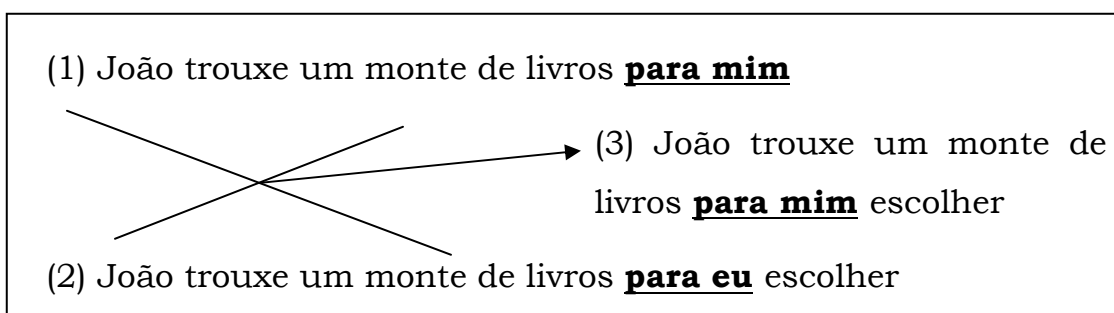 (1) João trouxe um monte de livros para mim
(3) João trouxe um monte de
livros para mim escolher
(2) João trouxe um monte de livros para eu escolher